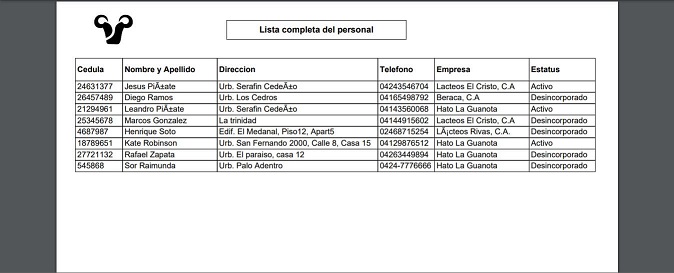 Lista completa del personal
Cedula Nombre y Apellido Direccion Telefono Empresa Estatus
24631377 Jesus PiÃ±ate Urb. Serafin CedeÃ±o 04243546704 Lacteos El Cristo, C.A Activo
26457489 Diego Ramos Urb. Los Cedros 04165498792 Beraca, C.A Desincorporado
21294961 Leandro PiÃ±ate Urb. Serafin CedeÃ±o 04143560068 Hato La Guanota Activo
25345678 Marcos Gonzalez La trinidad 04144915602 Lacteos El Cristo, C.A Desincorporado
4687987 Henrique Soto Edif. El Medanal, Piso12, Apart5 02468715254 LÃ¡cteos Rivas, C.A. Desincorporado
18789651 Kate Robinson Urb. San Fernando 2000, Calle 8, Casa 15 04129876512 Hato La Guanota Activo
27721132 Rafael Zapata Urb. El paraiso, casa 12 04263449894 Hato La Guanota Desincorporado
545868 Sor Raimunda Urb. Palo Adentro 0424-7776666 Hato La Guanota Desincorporado